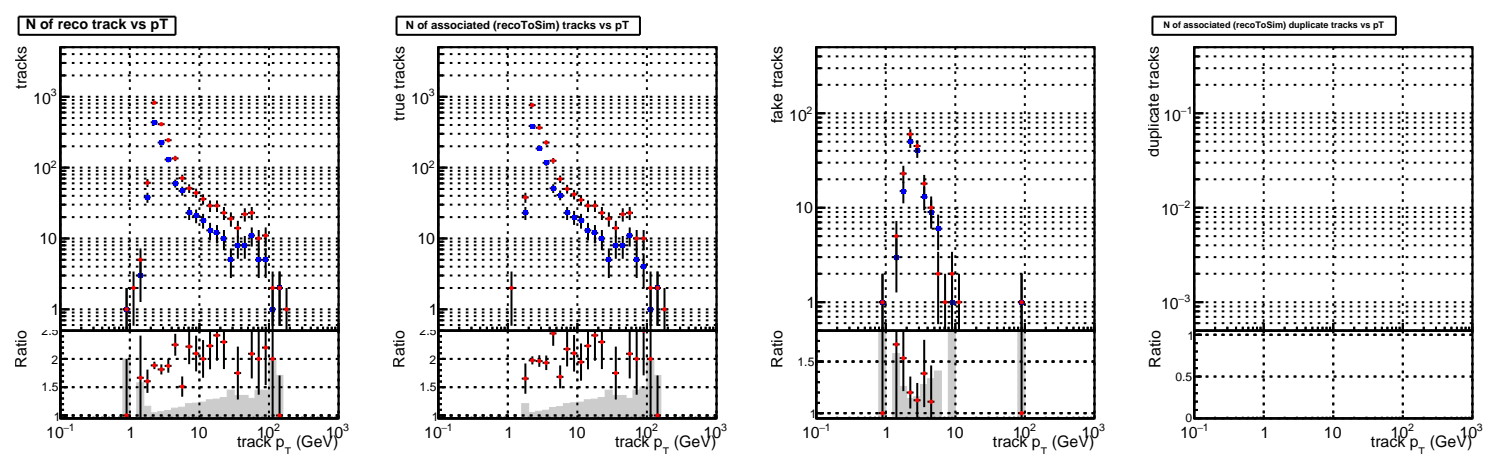 N of reco track vs pT
tracks
10³
10²
10
1
Ratio
2.5
2
1.5
1
10⁻¹ 1 10 10² 10³
track p_T (GeV)
N of associated (recoToSim) tracks vs pT
true tracks
10³
10²
10
1
Ratio
2.5
2
1.5
1
10⁻¹ 1 10 10² 10³
track p_T (GeV)
fake tracks
10²
10
1
Ratio
1.5
1
10⁻¹ 1 10 10² 10³
track p_T (GeV)
N of associated (recoToSim) duplicate tracks vs pT
duplicate tracks
10⁻¹
10⁻²
10⁻³
Ratio
1
0.5
0
10⁻¹ 1 10 10² 10³
track p_T (GeV)